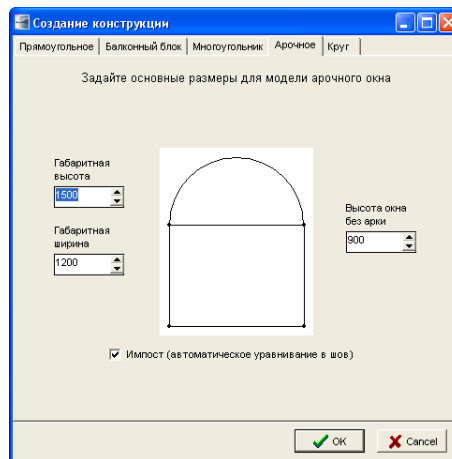 Создание конструкции
Прямоугольное Балконный блок Многоугольник Арочное Круг
Задайте основные размеры для модели арочного окна
Габаритная
высота
1500
Габаритная
ширина
1200
Высота окна
без арки
900
Импост (автоматическое уравнивание в шов)
OK Cancel